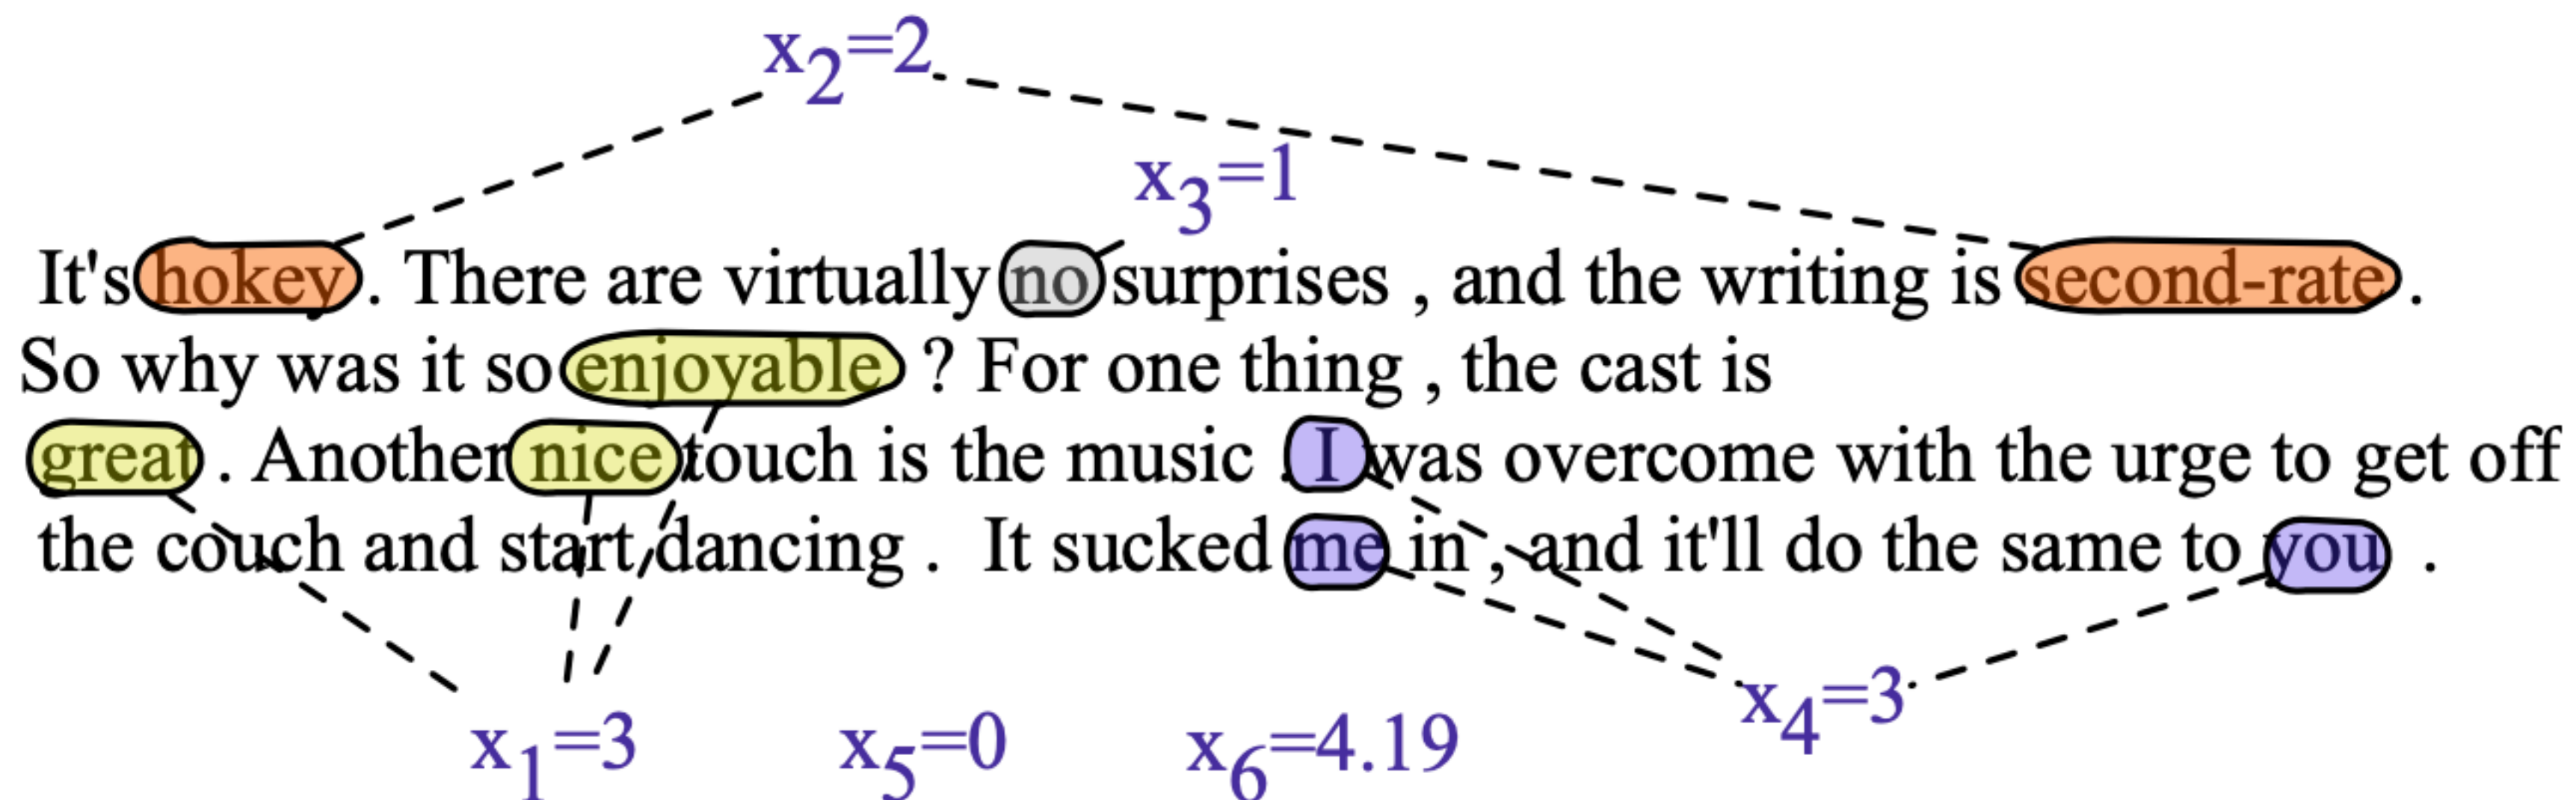 x2=2
x3=1
It's hokey . There are virtually no surprises , and the writing is second-rate .
So why was it so enjoyable ? For one thing , the cast is
great . Another nice touch is the music . I was overcome with the urge to get off
the couch and start dancing . It sucked me in , and it'll do the same to you .
x4=3
x1=3 x5=0 x6=4.19